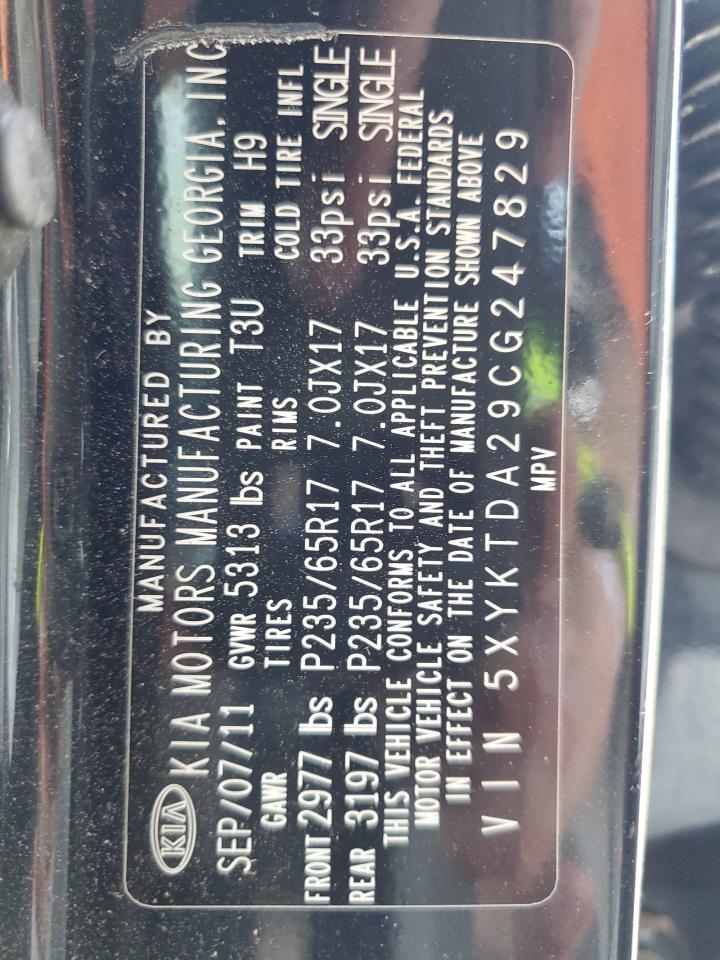 MANUFACTURED BY
KIA KIA MOTORS MANUFACTURING GEORGIA, INC
SEP/07/11 GVWR 5313 lbs PAINT T3U TRIM H9
GAWR TIRES RIMS COLD TIRE INFL
FRONT 2977 lbs P235/65R17 7.0JX17 33psi SINGLE
REAR 3197 lbs P235/65R17 7.0JX17 33psi SINGLE
THIS VEHICLE CONFORMS TO ALL APPLICABLE U.S.A. FEDERAL
MOTOR VEHICLE SAFETY AND THEFT PREVENTION STANDARDS
IN EFFECT ON THE DATE OF MANUFACTURE SHOWN ABOVE
VIN 5XYKTDA29CG247829
MPV